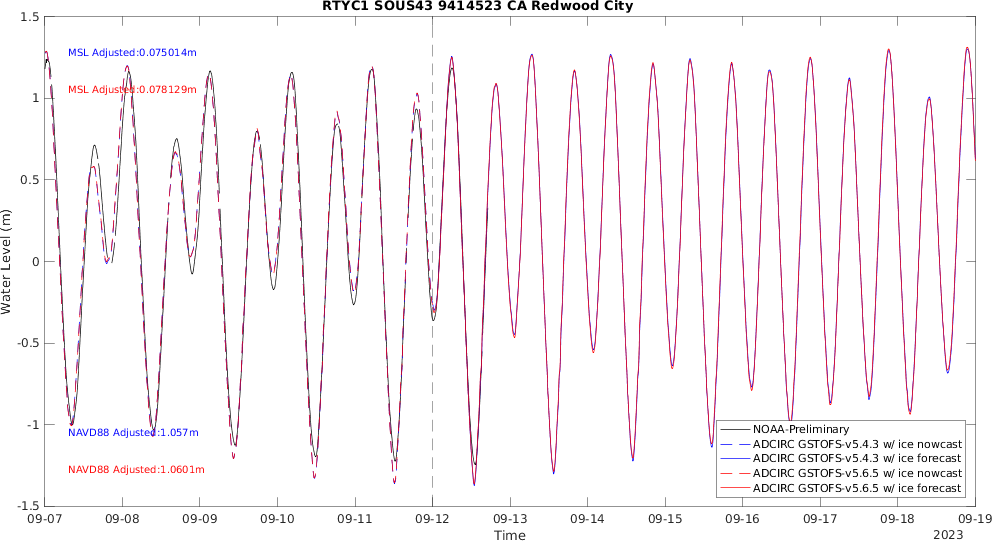 RTYC1 SOUS43 9414523 CA Redwood City
1.5
1
0.5
0
-0.5
-1
-1.5
Water Level (m)
MSL Adjusted:0.075014m
MSL Adjusted:0.078129m
NAVD88 Adjusted:1.057m
NAVD88 Adjusted:1.0601m
NOAA-Preliminary
ADCIRC GSTOFS-v5.4.3 w/ ice nowcast
ADCIRC GSTOFS-v5.4.3 w/ ice forecast
ADCIRC GSTOFS-v5.6.5 w/ ice nowcast
ADCIRC GSTOFS-v5.6.5 w/ ice forecast
09-07 09-08 09-09 09-10 09-11 09-12 09-13 09-14 09-15 09-16 09-17 09-18 09-19
Time
2023